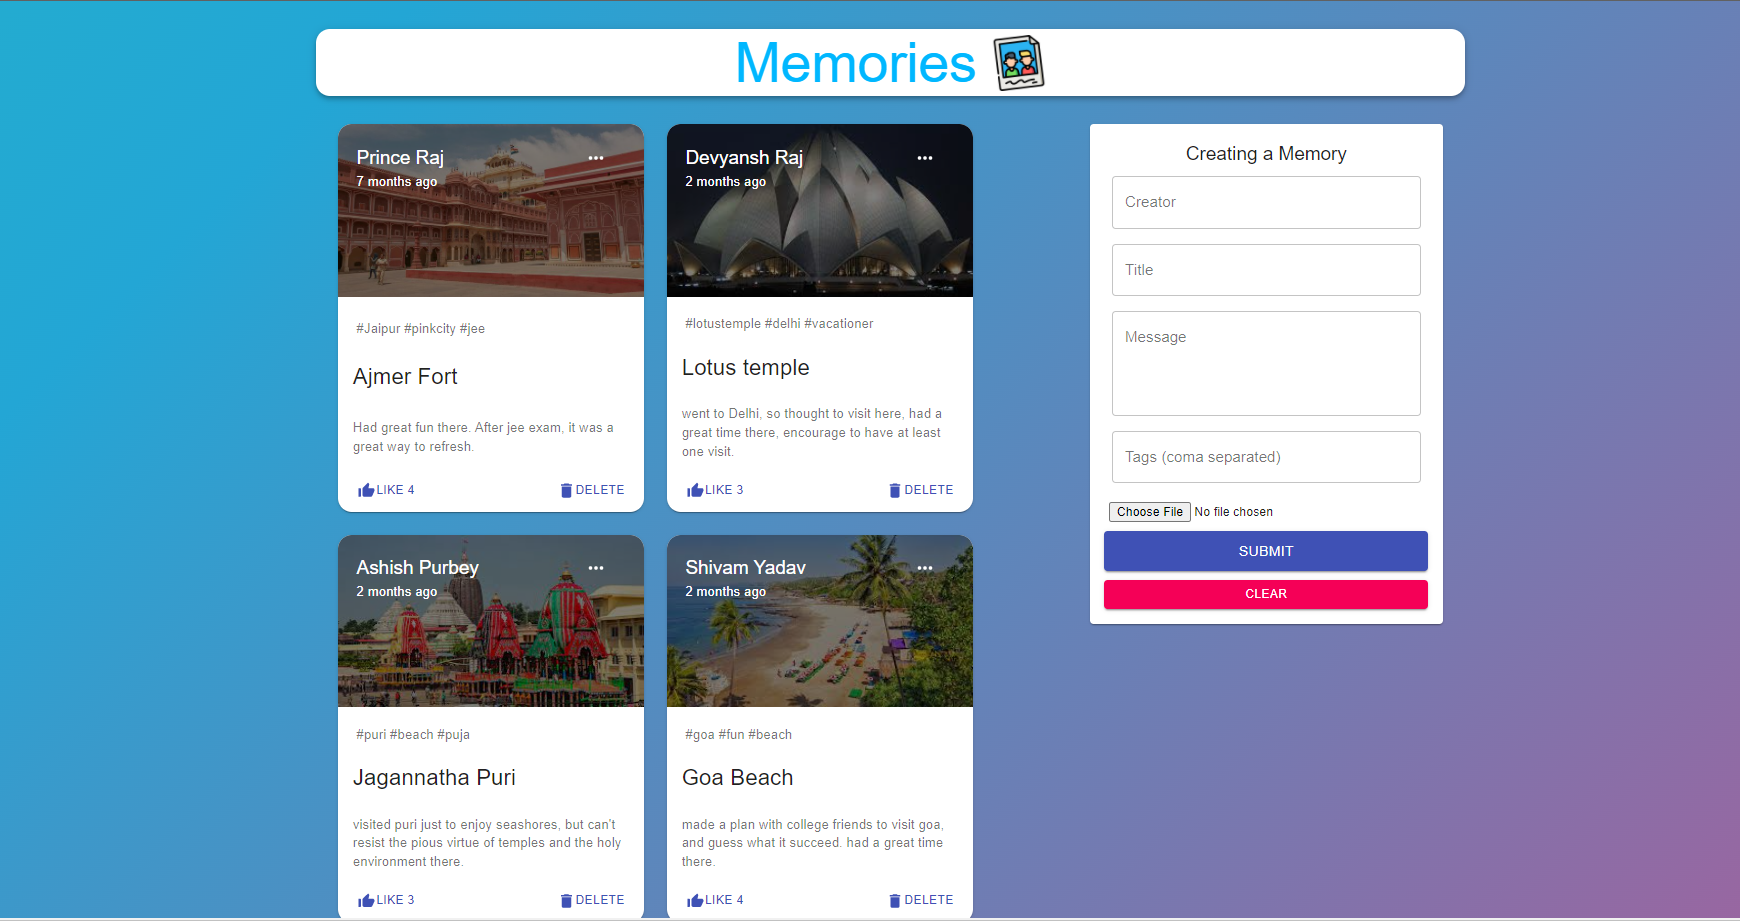 Memories
Prince Raj
7 months ago
#Jaipur #pinkcity #jee
Ajmer Fort
Had great fun there. After jee exam, it was a
great way to refresh.
LIKE 4
DELETE
Devyansh Raj
2 months ago
#lotustemple #delhi #vacationer
Lotus temple
went to Delhi, so thought to visit here, had a
great time there, encourage to have at least
one visit.
LIKE 3
DELETE
Ashish Purbey
2 months ago
#puri #beach #puja
Jagannatha Puri
visited puri just to enjoy seashores, but can't
resist the pious virtue of temples and the holy
environment there.
LIKE 3
DELETE
Shivam Yadav
2 months ago
#goa #fun #beach
Goa Beach
made a plan with college friends to visit goa,
and guess what it succeed. had a great time
there.
LIKE 4
DELETE
Creating a Memory
Creator
Title
Message
Tags (coma separated)
Choose File No file chosen
SUBMIT
CLEAR